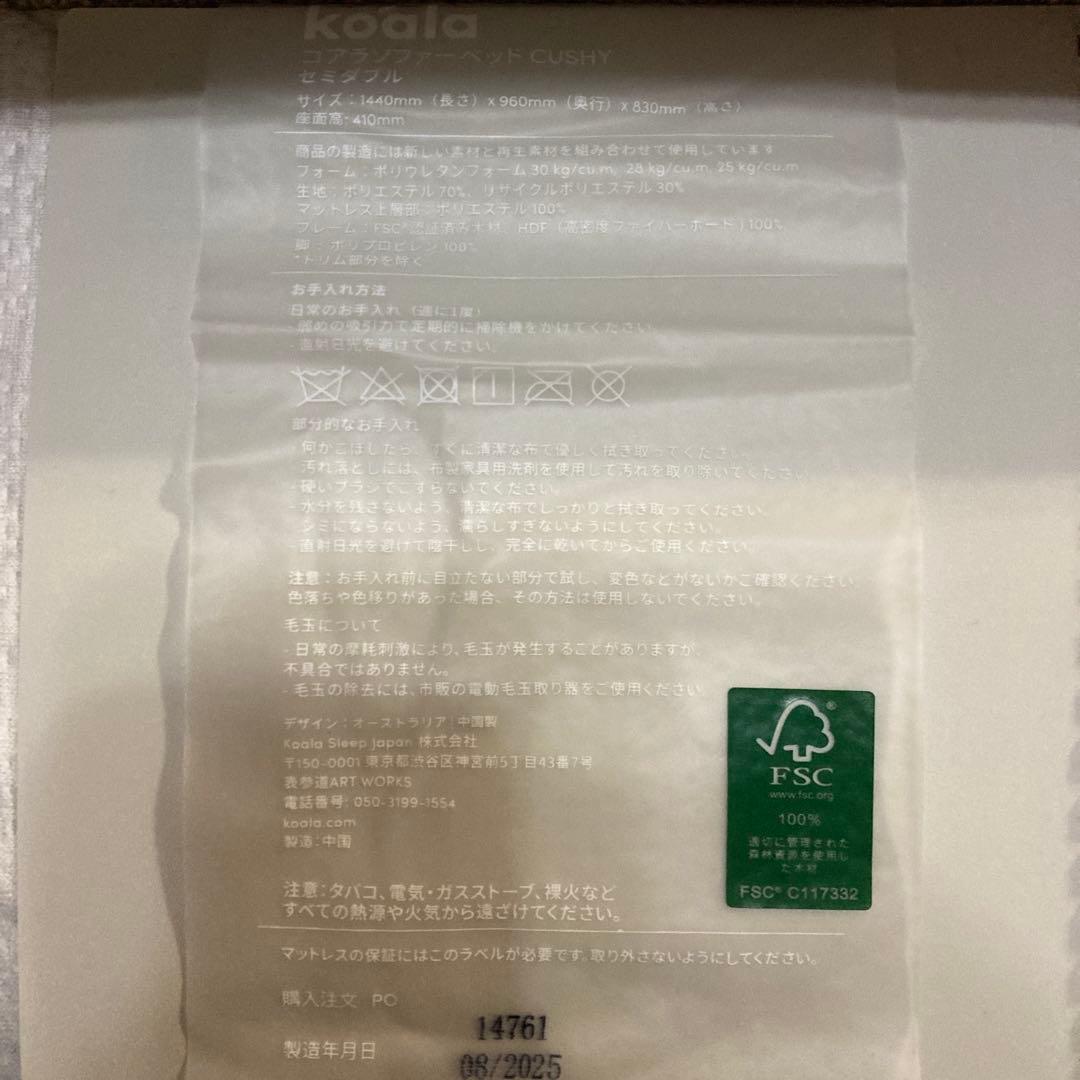 koala
コアラソファーベッド CUSHY
セミダブル
サイズ：1440mm（長さ）x 960mm（奥行）x 830mm（高さ）
座面高：410mm
商品の製造には新しい素材と再生素材を組み合わせて使用しています
フォーム：ポリウレタンフォーム 30 kg/cu.m, 28 kg/cu.m, 25 kg/cu.m
生地：ポリエステル 70%、リサイクルポリエステル 30%
マットレス上層部：ポリエステル 100%
フレーム：FSC®認証済み木材、HDF（高密度ファイバーボード）100%
脚：ポリプロピレン 100%
*トリム部分を除く
お手入れ方法
日常のお手入れ（週に1度）
- 弱めの吸引力で定期的に掃除機をかけてください。
- 直射日光を避けてください。
部分的なお手入れ
- 何かこぼしたら、すぐに清潔な布で優しく拭き取ってください。
- 汚れ落としには、布製家具用洗剤を使用して汚れを取り除いてください。
- 硬いブラシでこすらないでください。
- 水分を残さないよう、清潔な布でしっかりと拭き取ってください。
- シミにならないよう、濡らしすぎないようにしてください。
- 直射日光を避けて陰干しし、完全に乾いてからご使用ください。
注意：お手入れ前に目立たない部分で試し、変色などがないかご確認ください
色落ちや色移りがあった場合、その方法は使用しないでください。
毛玉について
- 日常の摩耗刺激により、毛玉が発生することがありますが、
不具合ではありません。
- 毛玉の除去には、市販の電動毛玉取り器をご使用ください。
デザイン：オーストラリア | 中国製
Koala Sleep Japan 株式会社
〒150-0001 東京都渋谷区神宮前5丁目43番7号
表参道ART WORKS
電話番号: 050-3199-1554
koala.com
製造：中国
注意：タバコ、電気・ガスストーブ、裸火など
すべての熱源や火気から遠ざけてください。
FSC
www.fsc.org
100%
適切に管理された
森林資源を使用し
た木材
FSC® C117332
マットレスの保証にはこのラベルが必要です。取り外さないようにしてください。
購入注文 PO
14761
製造年月日
08/2025